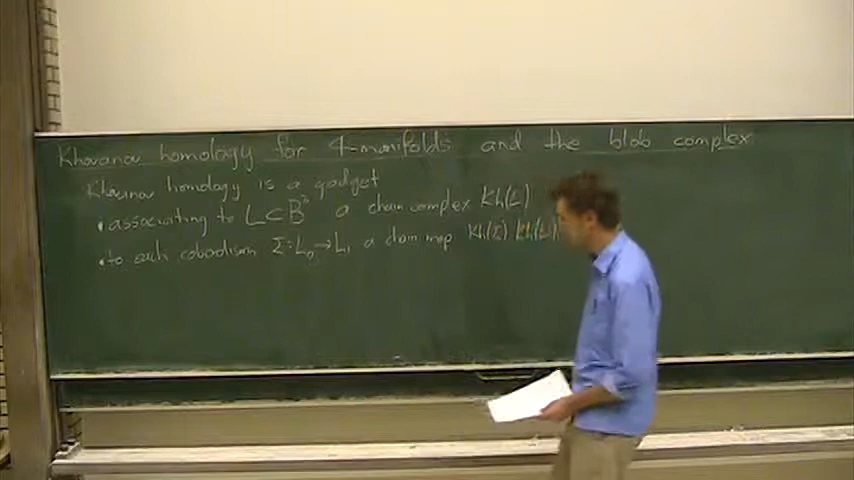 Khovanov homology for 4-manifolds and the blob complex
Khovanov homology is a gadget
• associating to L⊂B³ a chain complex Kh(L)
• to each cobordism Σ: L₀→L₁ a chain map Kh(Σ) Kh(L